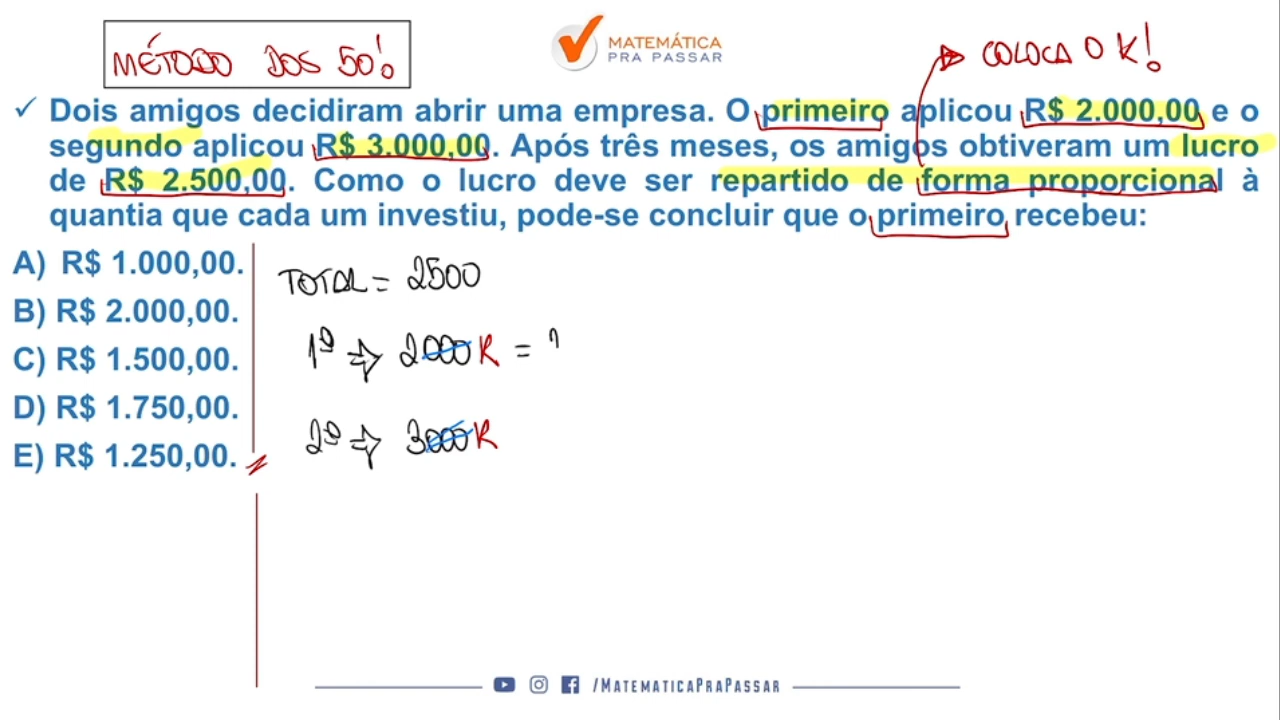 MÉTODO DOS 50!
MATEMÁTICA
PRA PASSAR
COLOCA O K!
✓ Dois amigos decidiram abrir uma empresa. O primeiro aplicou R$ 2.000,00 e o
segundo aplicou R$ 3.000,00. Após três meses, os amigos obtiveram um lucro
de R$ 2.500,00. Como o lucro deve ser repartido de forma proporcional à
quantia que cada um investiu, pode-se concluir que o primeiro recebeu:
A) R$ 1.000,00.
B) R$ 2.000,00.
C) R$ 1.500,00.
D) R$ 1.750,00.
E) R$ 1.250,00.
TOTAL = 2500
1º ⇒ 2000K =
2º ⇒ 3000K
/MATEMATICAPRAPASSAR